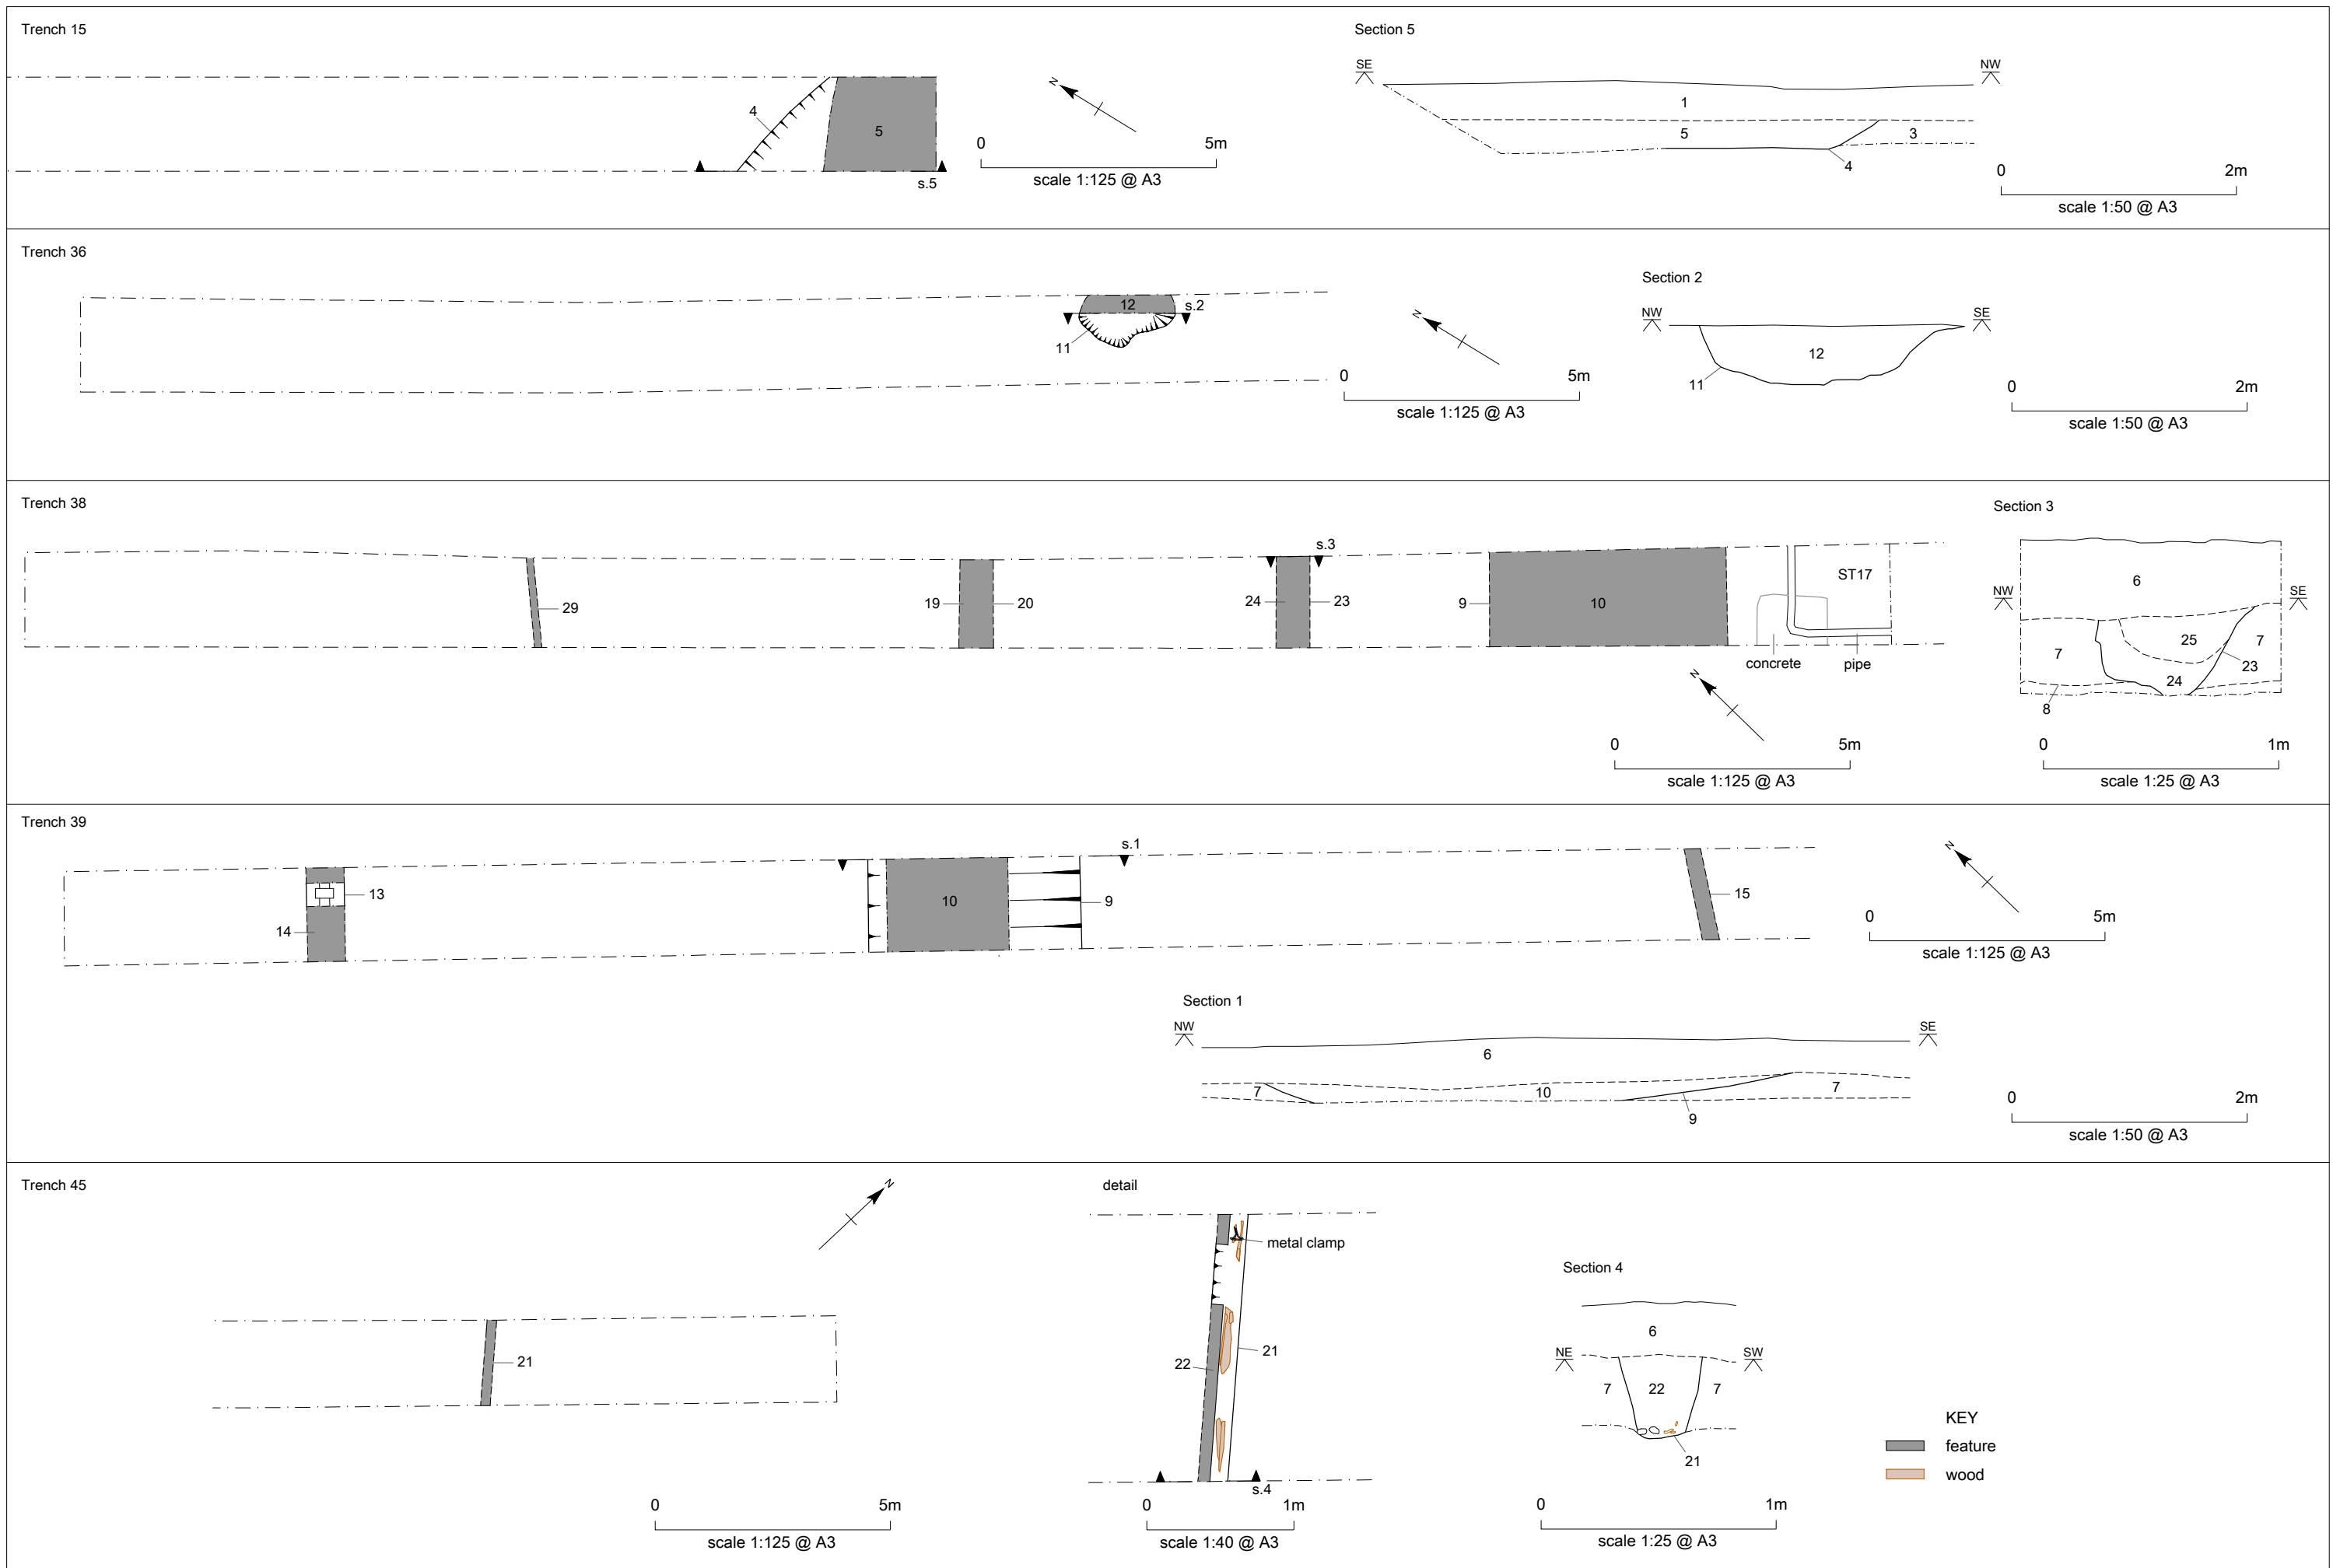 Trench 15
Section 5
SE
NW
N
1
4
5
5
3
4
0
5m
scale 1:125 @ A3
s.5
0
2m
scale 1:50 @ A3
Trench 36
Section 2
12
s.2
11
N
NW
SE
12
11
0
5m
scale 1:125 @ A3
0
2m
scale 1:50 @ A3
Trench 38
Section 3
s.3
ST17
6
NW
SE
29
19
20
24
23
9
10
25
7
7
23
24
8
concrete
pipe
N
0
5m
scale 1:125 @ A3
0
1m
scale 1:25 @ A3
Trench 39
s.1
N
13
10
9
15
14
0
5m
scale 1:125 @ A3
Section 1
NW
SE
6
7
10
7
9
0
2m
scale 1:50 @ A3
Trench 45
N
detail
metal clamp
Section 4
6
NE
SW
21
22
21
7
22
7
21
s.4
KEY
feature
wood
0
5m
scale 1:125 @ A3
0
1m
scale 1:40 @ A3
0
1m
scale 1:25 @ A3